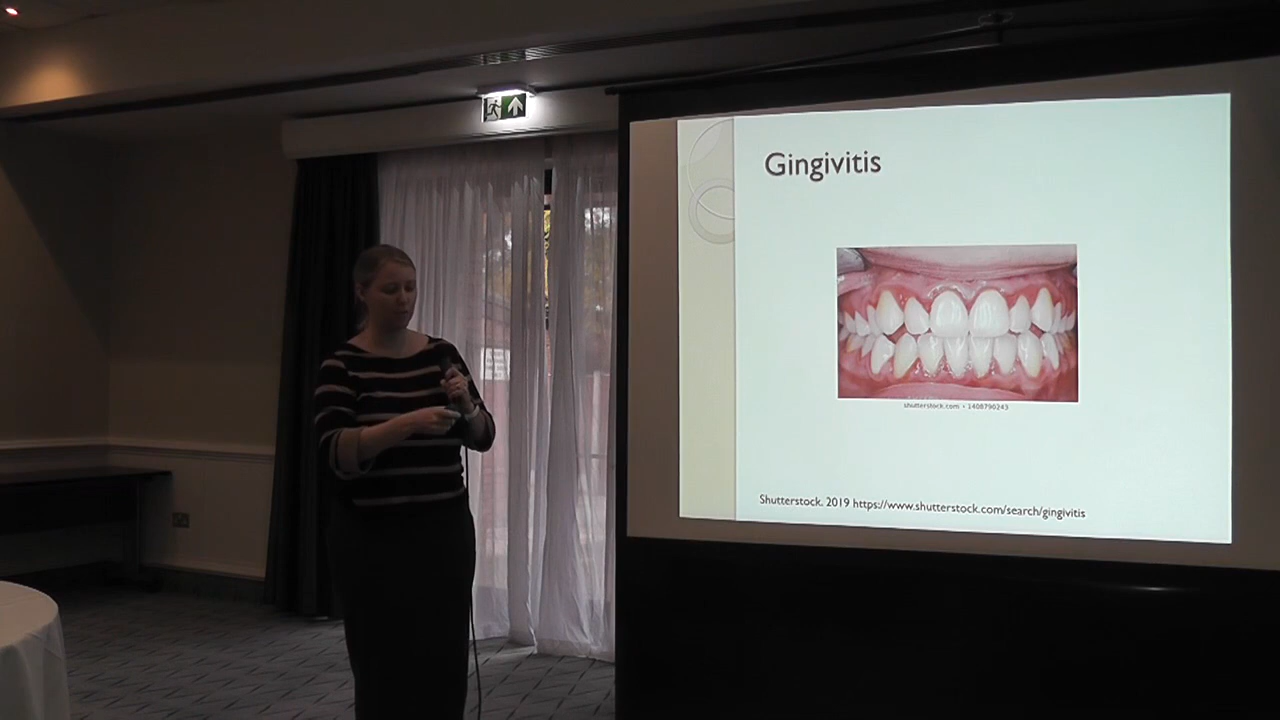 Gingivitis
shutterstock.com • 1408790243
Shutterstock. 2019 https://www.shutterstock.com/search/gingivitis